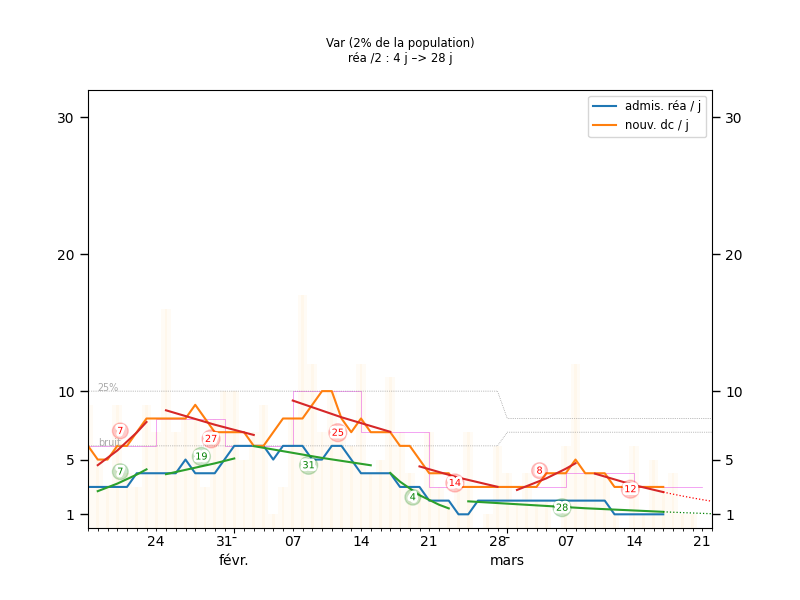 Var (2% de la population)
réa /2 : 4 j –> 28 j
admis. réa / j
nouv. dc / j
30 30
20 20
10 10
5 5
1 1
25%
bruit
7 27 25 14 8 12
7 19 31 4 28
24 31 07 14 21 28 07 14 21
févr. mars